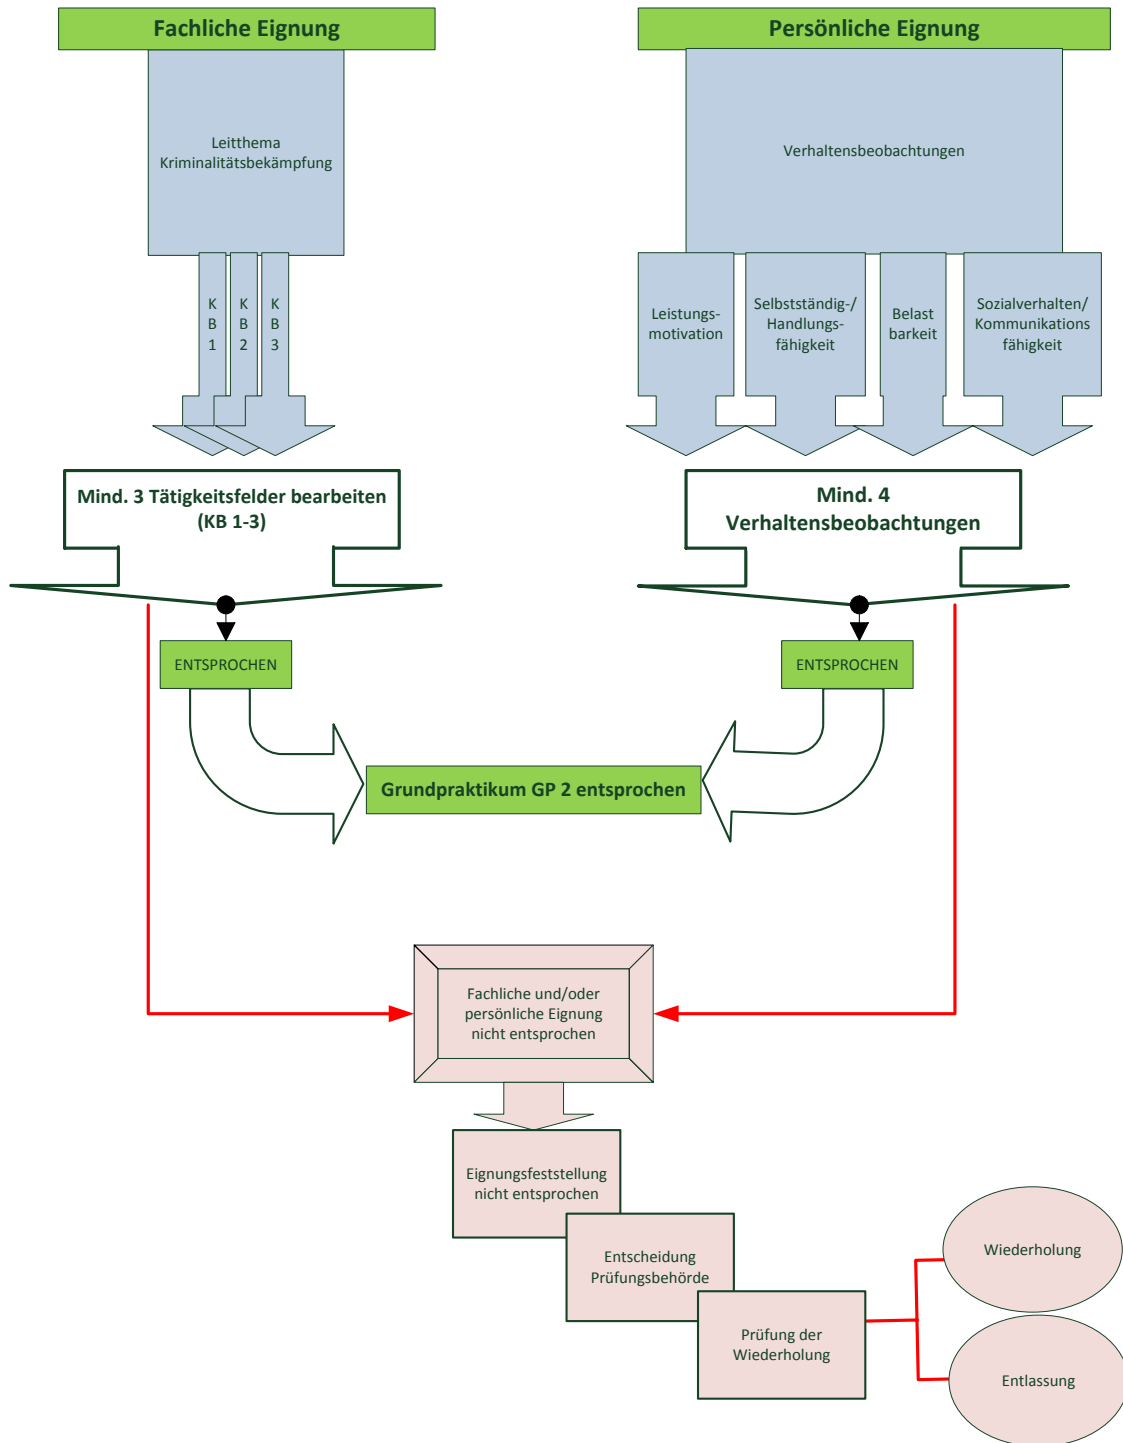 Fachliche Eignung
Persönliche Eignung
Leitthema
Kriminalitätsbekämpfung
Verhaltensbeobachtungen
K
B
1
K
B
2
K
B
3
Leistungs-
motivation
Selbstständig-/
Handlungs-
fähigkeit
Belast
barkeit
Sozialverhalten/
Kommunikations
fähigkeit
Mind. 3 Tätigkeitsfelder bearbeiten
(KB 1-3)
Mind. 4
Verhaltensbeobachtungen
ENTSPROCHEN
ENTSPROCHEN
Grundpraktikum GP 2 entsprochen
Fachliche und/oder
persönliche Eignung
nicht entsprochen
Eignungsfeststellung
nicht entsprochen
Entscheidung
Prüfungsbehörde
Prüfung der
Wiederholung
Wiederholung
Entlassung